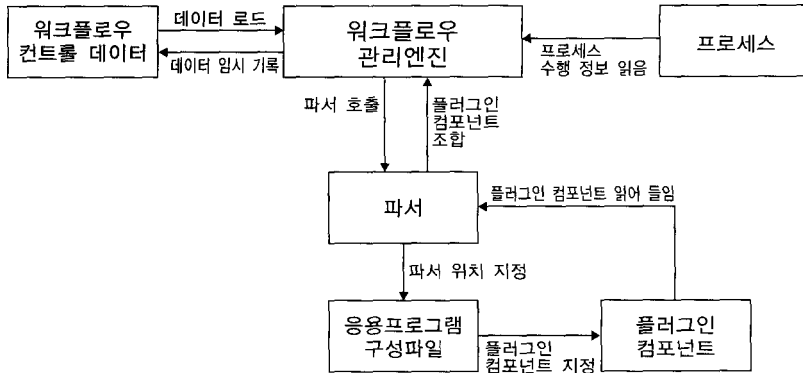 워크플로우
컨트롤 데이터
데이터 로드
데이터 임시 기록
워크플로우
관리엔진
프로세스
수행 정보 읽음
프로세스
파서 호출
플러그인
컴포넌트
조합
파서
플러그인 컴포넌트 읽어 들임
파서 위치 지정
응용프로그램
구성파일
플러그인
컴포넌트 지정
플러그인
컴포넌트